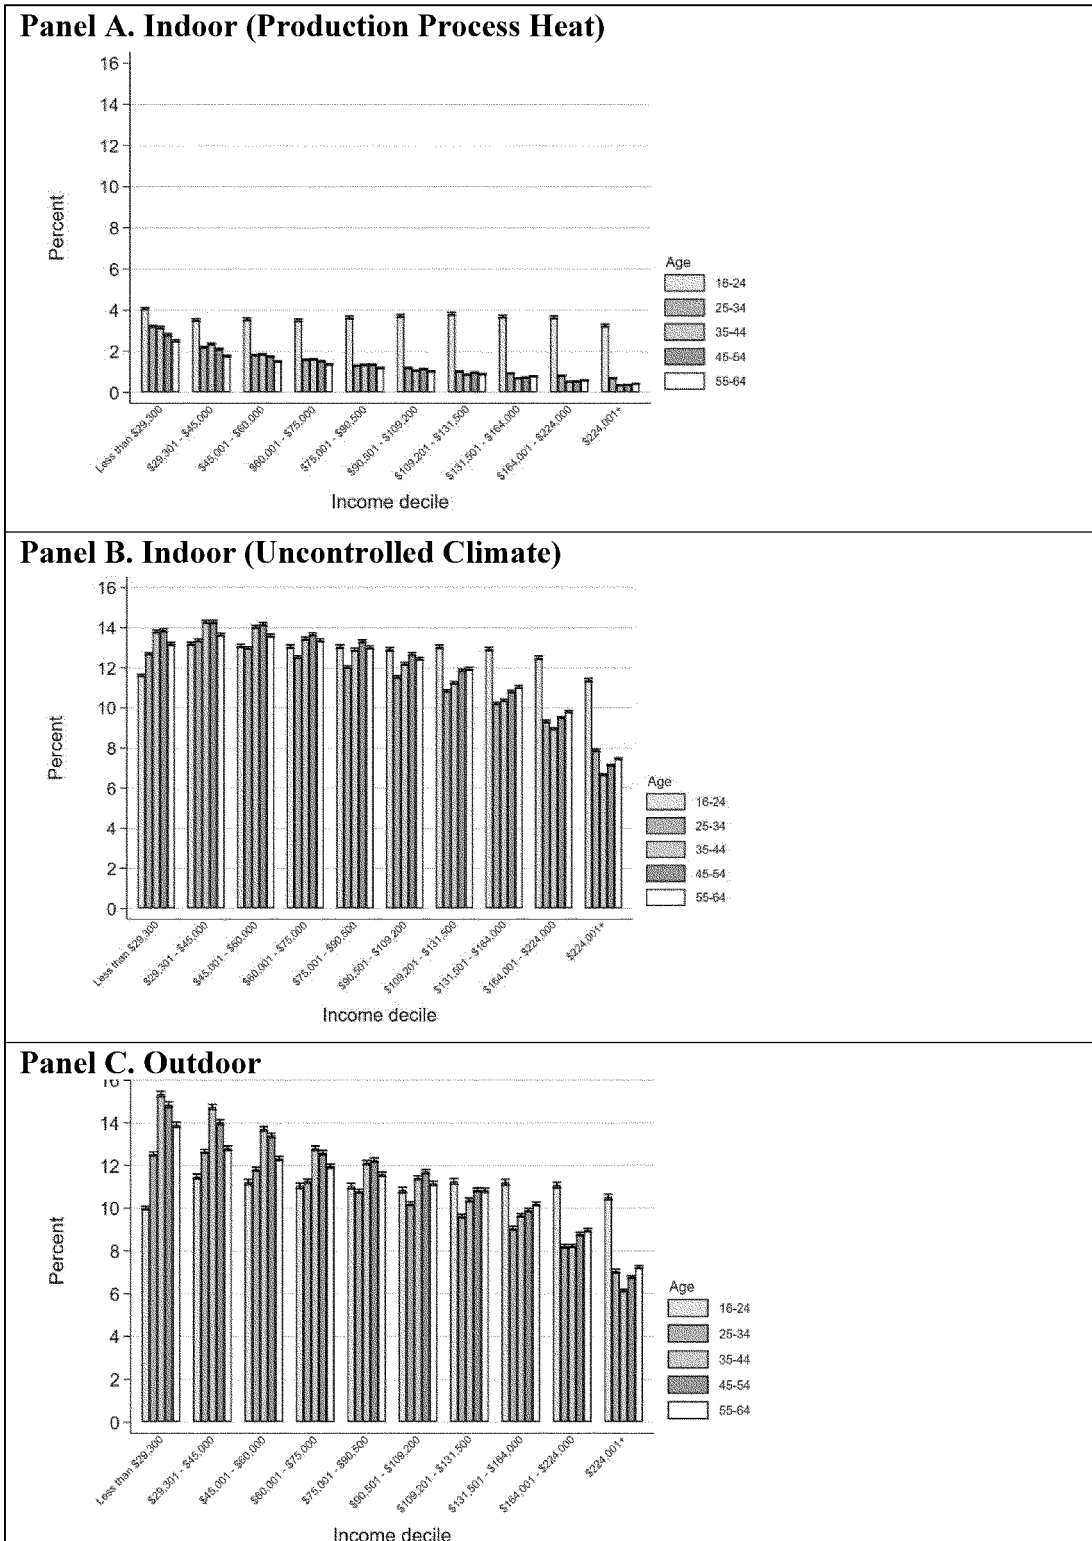 Panel A. Indoor (Production Process Heat)
16
14
12
10
8
6
4
2
0
Percent
Less than $29,300
$29,301 - $45,000
$45,001 - $60,000
$60,001 - $75,000
$75,001 - $90,500
$90,501 - $109,200
$109,201 - $131,500
$131,501 - $164,000
$164,001 - $224,000
$224,001+
Income decile
Age
16-24
25-34
35-44
45-54
55-64
Panel B. Indoor (Uncontrolled Climate)
16
14
12
10
8
6
4
2
0
Percent
Less than $29,300
$29,301 - $45,000
$45,001 - $60,000
$60,001 - $75,000
$75,001 - $90,500
$90,501 - $109,200
$109,201 - $131,500
$131,501 - $164,000
$164,001 - $224,000
$224,001+
Income decile
Age
16-24
25-34
35-44
45-54
55-64
Panel C. Outdoor
16
14
12
10
8
6
4
2
0
Percent
Less than $29,300
$29,301 - $45,000
$45,001 - $60,000
$60,001 - $75,000
$75,001 - $90,500
$90,501 - $109,200
$109,201 - $131,500
$131,501 - $164,000
$164,001 - $224,000
$224,001+
Income decile
Age
16-24
25-34
35-44
45-54
55-64